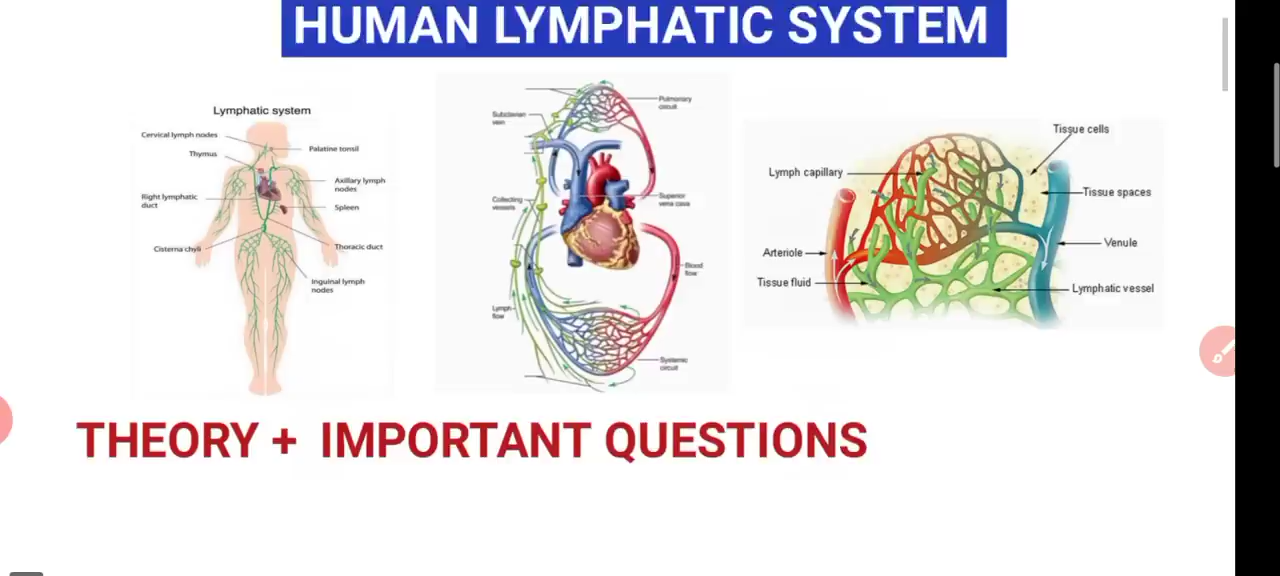 HUMAN LYMPHATIC SYSTEM
Lymphatic system
Cervical lymph nodes
Palatine tonsil
Thymus
Axillary lymph
nodes
Right lymphatic
duct
Spleen
Cisterna chyli
Thoracic duct
Inguinal lymph
nodes
Pulmonary
circuit
Subclavian
vein
Collecting
vessels
Superior
vena cava
Blood
flow
Lymph
flow
Systemic
circuit
Tissue cells
Lymph capillary
Tissue spaces
Arteriole
Venule
Tissue fluid
Lymphatic vessel
THEORY + IMPORTANT QUESTIONS